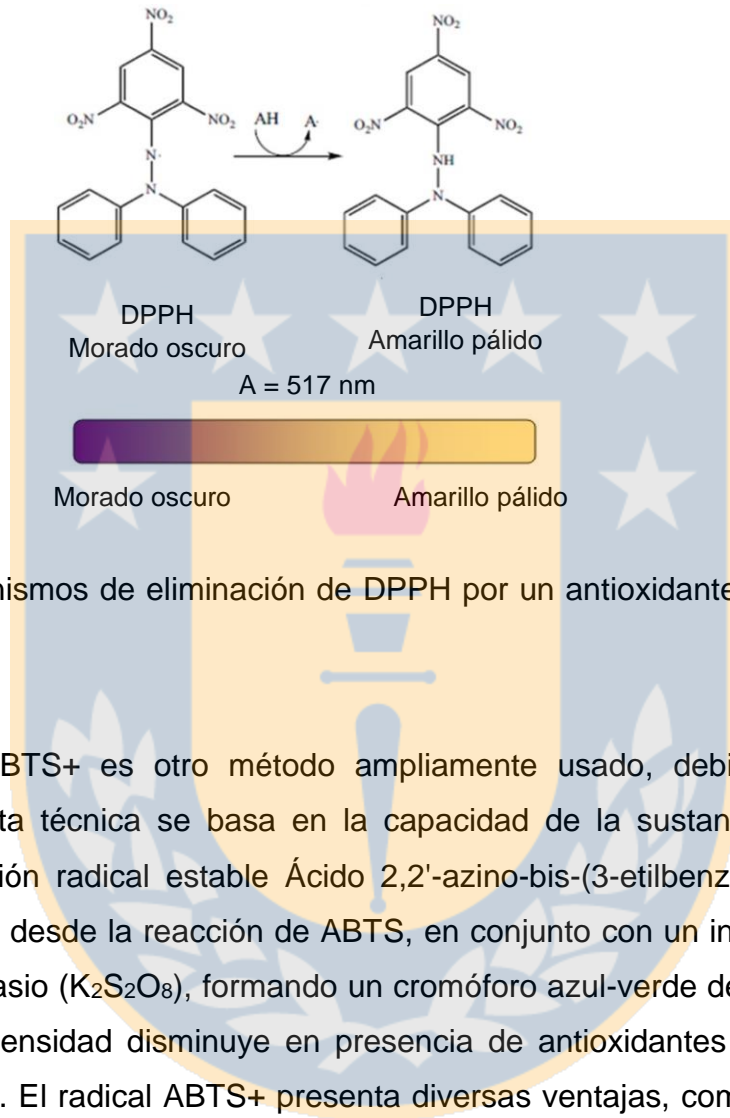 NO₂
NO₂
O₂N
NO₂
AH
A·
O₂N
NO₂
N·
NH
N
N
DPPH
DPPH
Morado oscuro
Amarillo pálido
A = 517 nm
Morado oscuro
Amarillo pálido
nismos de eliminación de DPPH por un antioxidante
BTS+ es otro método ampliamente usado, debi
ta técnica se basa en la capacidad de la sustan
ión radical estable Ácido 2,2'-azino-bis-(3-etilbenz
desde la reacción de ABTS, en conjunto con un in
asio (K₂S₂O₈), formando un cromóforo azul-verde de
ensidad disminuye en presencia de antioxidantes
. El radical ABTS+ presenta diversas ventajas, com